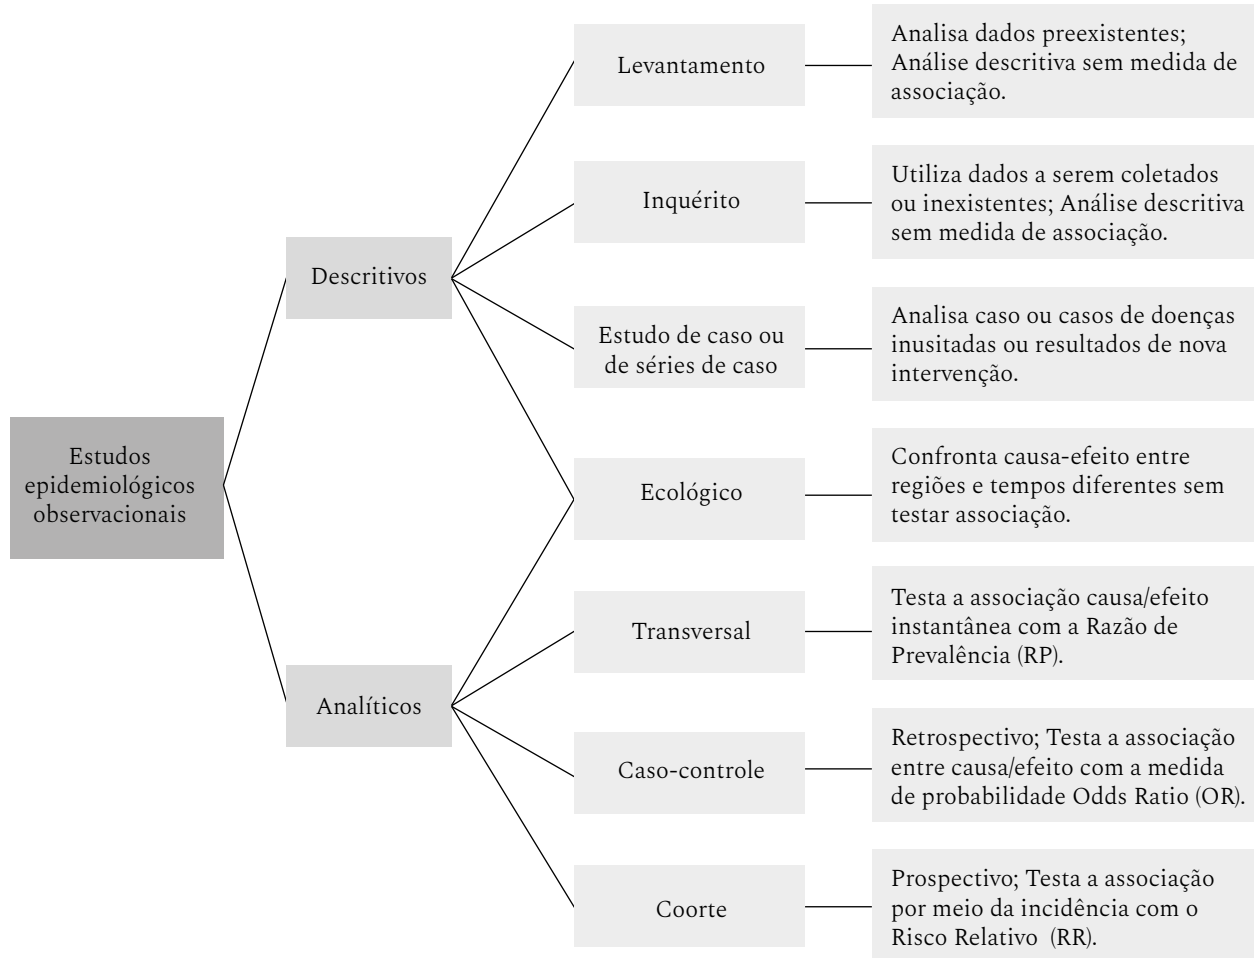 Estudos
epidemiológicos
observacionais
Descritivos
Levantamento
Analisa dados preexistentes;
Análise descritiva sem medida de
associação.
Inquérito
Utiliza dados a serem coletados
ou inexistentes; Análise descritiva
sem medida de associação.
Estudo de caso ou
de séries de caso
Analisa caso ou casos de doenças
inusitadas ou resultados de nova
intervenção.
Ecológico
Confronta causa-efeito entre
regiões e tempos diferentes sem
testar associação.
Analíticos
Transversal
Testa a associação causa/efeito
instantânea com a Razão de
Prevalência (RP).
Caso-controle
Retrospectivo; Testa a associação
entre causa/efeito com a medida
de probabilidade Odds Ratio (OR).
Coorte
Prospectivo; Testa a associação
por meio da incidência com o
Risco Relativo (RR).